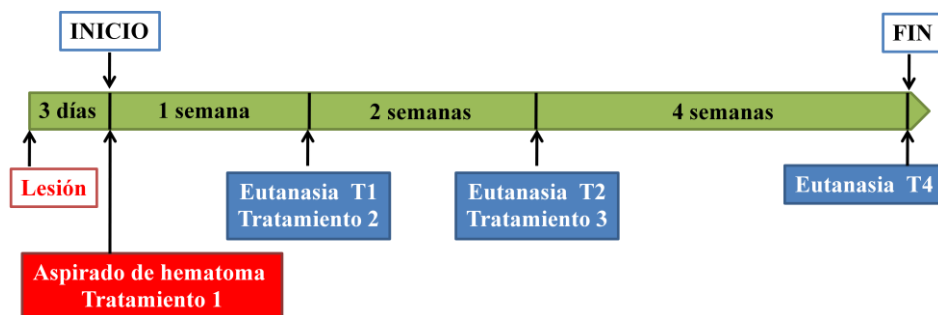 INICIO
FIN
3 días
1 semana
2 semanas
4 semanas
Lesión
Eutanasia T1
Tratamiento 2
Eutanasia T2
Tratamiento 3
Eutanasia T4
Aspirado de hematoma
Tratamiento 1